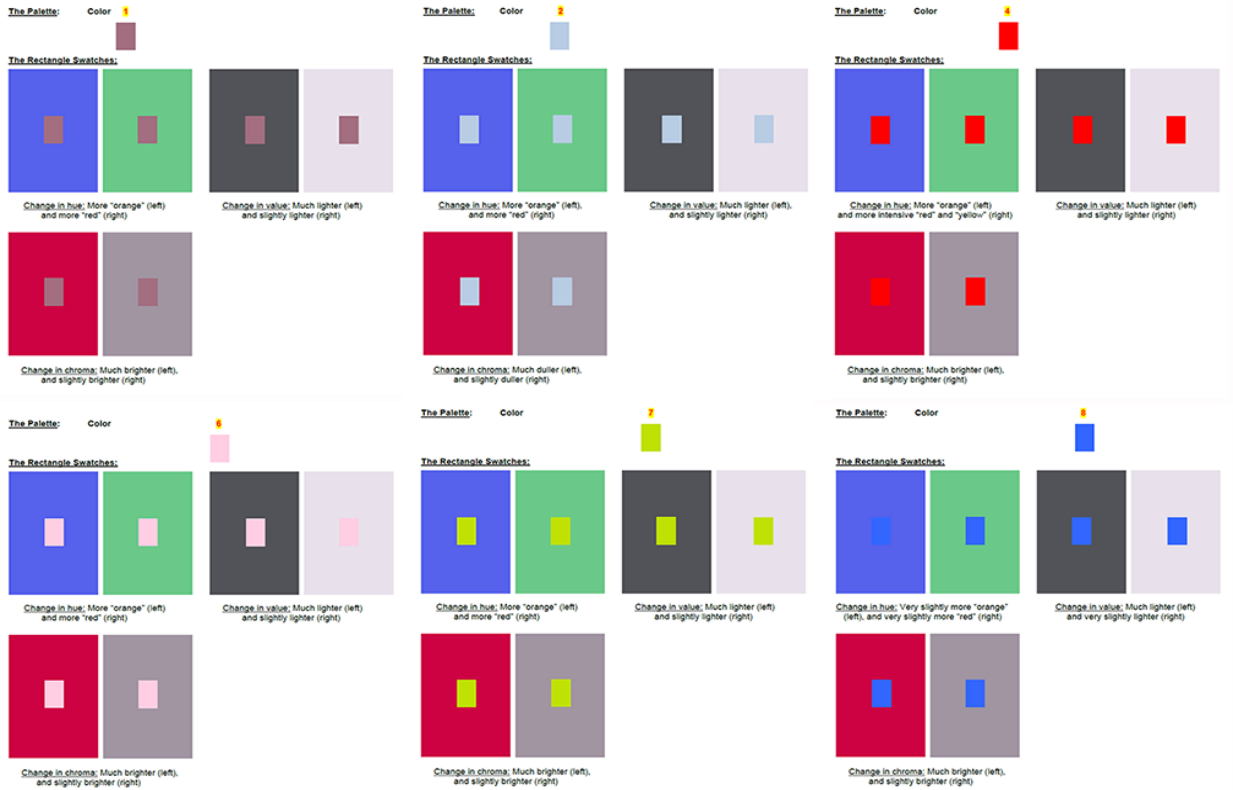 The Palette: Color 1
The Rectangle Swatches:
Change in hue: More "orange" (left)
and more "red" (right)
Change in value: Much lighter (left)
and slightly lighter (right)
Change in chroma: Much brighter (left),
and slightly brighter (right)
The Palette: Color 2
The Rectangle Swatches:
Change in hue: More "orange" (left),
and more "red" (right)
Change in value: Much lighter (left),
and slightly lighter (right)
Change in chroma: Much duller (left),
and slightly duller (right)
The Palette: Color 4
The Rectangle Swatches:
Change in hue: More "orange" (left)
and more intensive "red" and "yellow" (right)
Change in value: Much lighter (left)
and slightly lighter (right)
Change in chroma: Much brighter (left),
and slightly brighter (right)
The Palette: Color 6
The Rectangle Swatches:
Change in hue: More "orange" (left)
and more "red" (right)
Change in value: Much lighter (left)
and slightly lighter (right)
Change in chroma: Much brighter (left),
and slightly brighter (right)
The Palette: Color 7
The Rectangle Swatches:
Change in hue: More "orange" (left)
and more "red" (right)
Change in value: Much lighter (left)
and slightly lighter (right)
Change in chroma: Much brighter (left),
and slightly brighter (right)
The Palette: Color 8
The Rectangle Swatches:
Change in hue: Very slightly more "orange"
(left), and very slightly more "red" (right)
Change in value: Much lighter (left)
and very slightly lighter (right)
Change in chroma: Much brighter (left),
and slightly brighter (right)